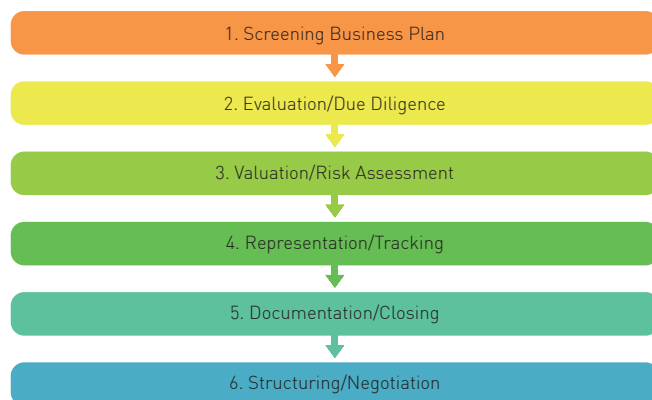 1. Screening Business Plan
2. Evaluation/Due Diligence
3. Valuation/Risk Assessment
4. Representation/Tracking
5. Documentation/Closing
6. Structuring/Negotiation